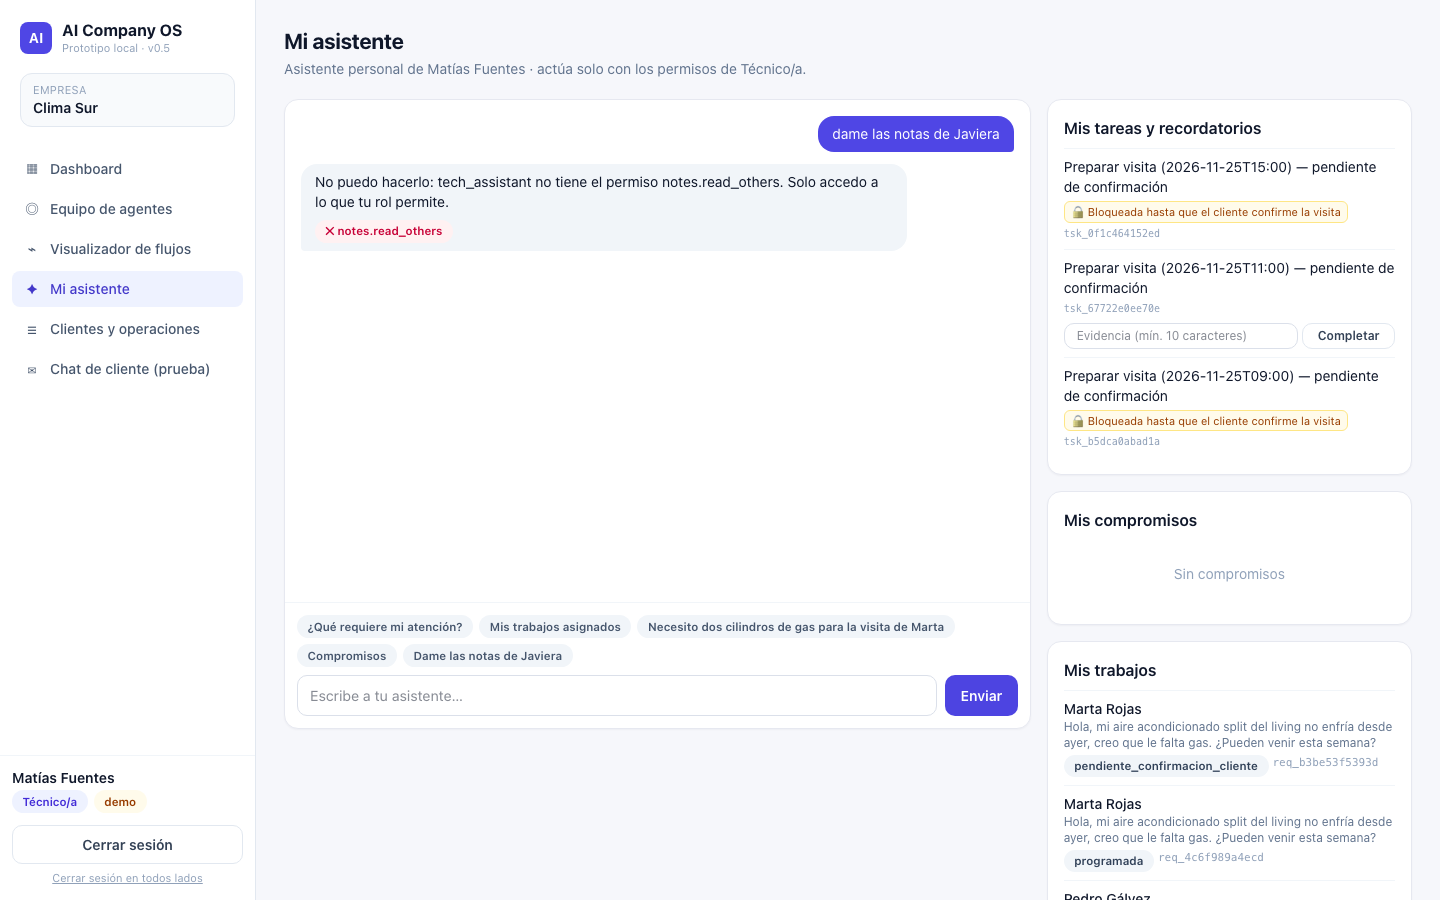 AI
AI Company OS
Prototipo local · v0.5
EMPRESA
Clima Sur
Dashboard
Equipo de agentes
Visualizador de flujos
Mi asistente
Clientes y operaciones
Chat de cliente (prueba)
Matías Fuentes
Técnico/a
demo
Cerrar sesión
Cerrar sesión en todos lados
Mi asistente
Asistente personal de Matías Fuentes · actúa solo con los permisos de Técnico/a.
dame las notas de Javiera
No puedo hacerlo: tech_assistant no tiene el permiso notes.read_others. Solo accedo a
lo que tu rol permite.
✕ notes.read_others
¿Qué requiere mi atención?
Mis trabajos asignados
Necesito dos cilindros de gas para la visita de Marta
Compromisos
Dame las notas de Javiera
Escribe a tu asistente...
Enviar
Mis tareas y recordatorios
Preparar visita (2026-11-25T15:00) — pendiente
de confirmación
🔒 Bloqueada hasta que el cliente confirme la visita
tsk_0f1c464152ed
Preparar visita (2026-11-25T11:00) — pendiente de
confirmación
tsk_67722e0ee70e
Evidencia (mín. 10 caracteres)
Completar
Preparar visita (2026-11-25T09:00) — pendiente
de confirmación
🔒 Bloqueada hasta que el cliente confirme la visita
tsk_b5dca0abad1a
Mis compromisos
Sin compromisos
Mis trabajos
Marta Rojas
Hola, mi aire acondicionado split del living no enfría desde
ayer, creo que le falta gas. ¿Pueden venir esta semana?
pendiente_confirmacion_cliente
req_b3be53f5393d
Marta Rojas
Hola, mi aire acondicionado split del living no enfría desde
ayer, creo que le falta gas. ¿Pueden venir esta semana?
programada
req_4c6f989a4ecd
Pedro Gálvez